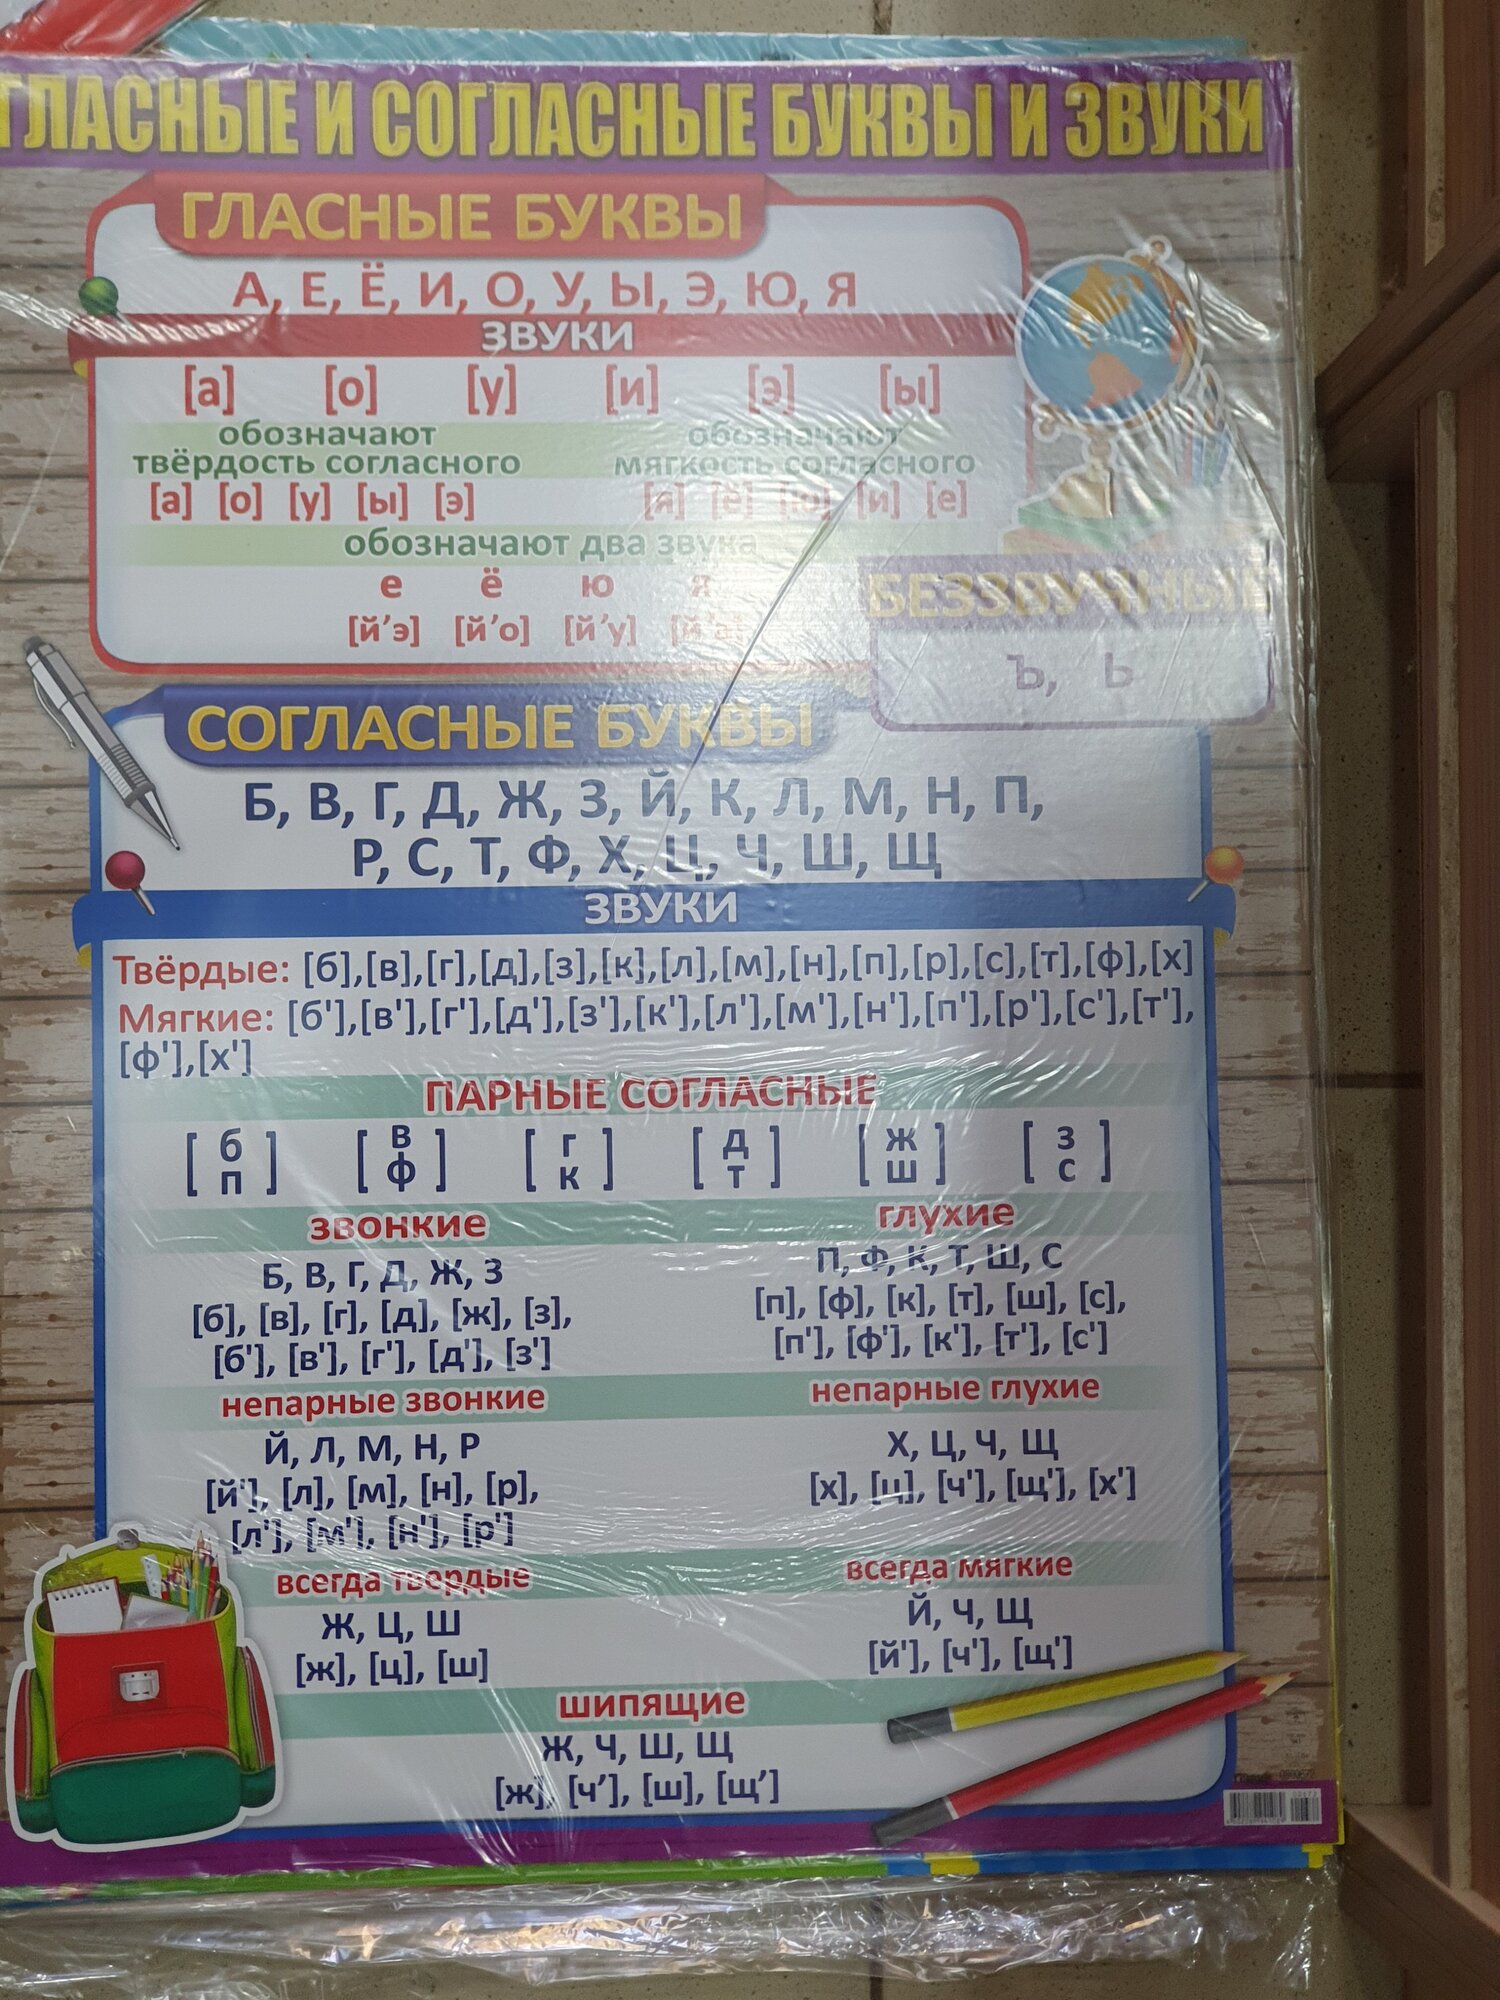 ГЛАСНЫЕ И СОГЛАСНЫЕ БУКВЫ И ЗВУКИ
ГЛАСНЫЕ БУКВЫ
А, Е, Ё, И, О, У, Ы, Э, Ю, Я
ЗВУКИ
[а] [о] [у] [и] [э] [ы]
обозначают обозначают
твёрдость согласного мягкость согласного
[а] [о] [у] [ы] [э] [я] [ё] [ю] [и] [е]
обозначают два звука
е ё ю я
[й’э] [й’о] [й’у] [й’а]
БЕЗЗВУЧНЫЕ
Ъ, Ь
СОГЛАСНЫЕ БУКВЫ
Б, В, Г, Д, Ж, З, Й, К, Л, М, Н, П,
Р, С, Т, Ф, Х, Ц, Ч, Ш, Щ
ЗВУКИ
Твёрдые: [б],[в],[г],[д],[з],[к],[л],[м],[н],[п],[р],[с],[т],[ф],[х]
Мягкие: [б'],[в'],[г'],[д'],[з'],[к'],[л'],[м'],[н'],[п'],[р'],[с'],[т'],
[ф'],[х']
ПАРНЫЕ СОГЛАСНЫЕ
[б [в [г [д [ж [з
п] ф] к] т] ш] с]
звонкие глухие
Б, В, Г, Д, Ж, З П, Ф, К, Т, Ш, С
[б], [в], [г], [д], [ж], [з], [п], [ф], [к], [т], [ш], [с],
[б'], [в'], [г'], [д'], [з'] [п'], [ф'], [к'], [т'], [с']
непарные звонкие непарные глухие
Й, Л, М, Н, Р Х, Ц, Ч, Щ
[й'], [л], [м], [н], [р], [х], [ц], [ч'], [щ'], [х']
[л'], [м'], [н'], [р']
всегда твердые всегда мягкие
Ж, Ц, Ш Й, Ч, Щ
[ж], [ц], [ш] [й'], [ч'], [щ']
шипящие
Ж, Ч, Ш, Щ
[ж], [ч’], [ш], [щ’]